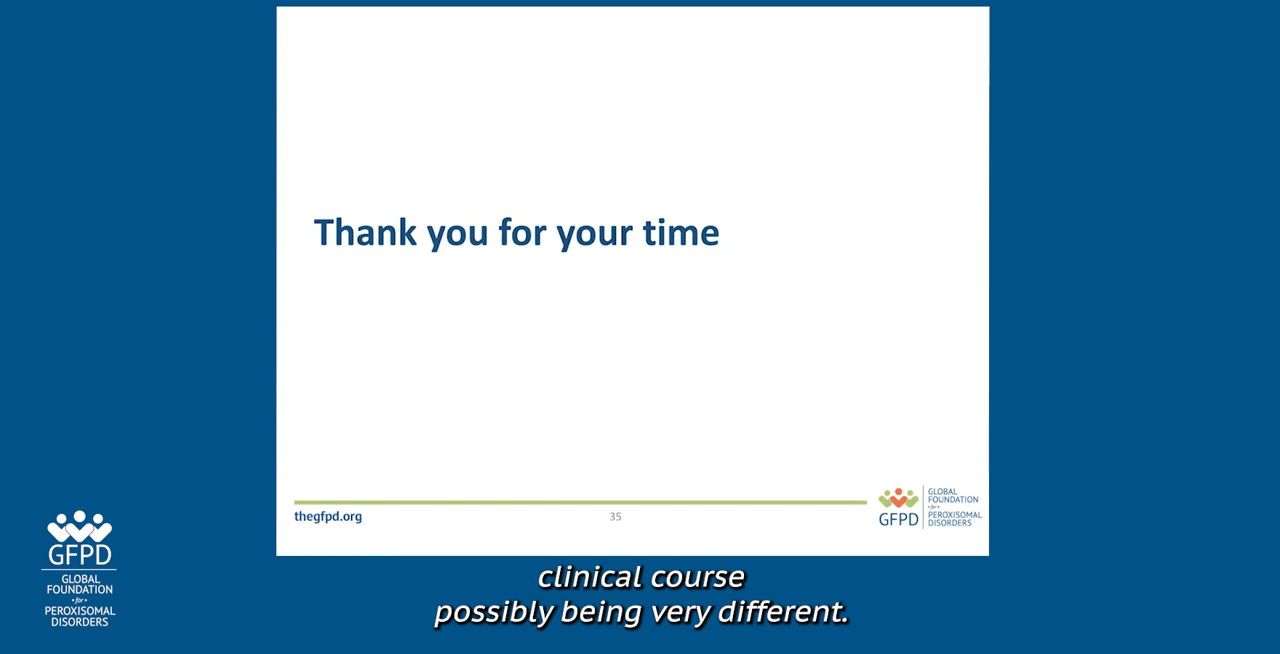 Thank you for your time
thegfpd.org
35
GFPD
GLOBAL
FOUNDATION
·for·
PEROXISOMAL
DISORDERS
GFPD
GLOBAL
FOUNDATION
·for·
PEROXISOMAL
DISORDERS
clinical course
possibly being very different.